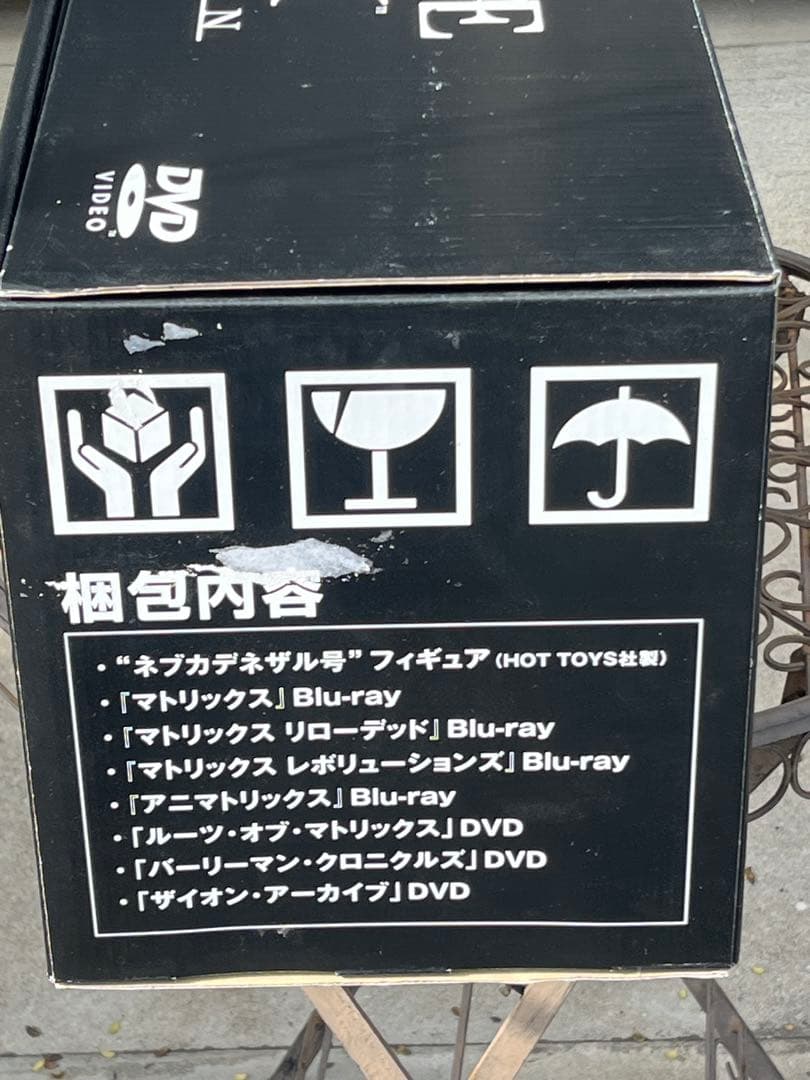 DVD
VIDEO
梱包内容
・“ネブカデネザル号”フィギュア（HOT TOYS社製）
・『マトリックス』Blu-ray
・『マトリックス リローデッド』Blu-ray
・『マトリックス レボリューションズ』Blu-ray
・『アニマトリックス』Blu-ray
・「ルーツ・オブ・マトリックス」DVD
・「バーリーマン・クロニクルズ」DVD
・「ザイオン・アーカイブ」DVD